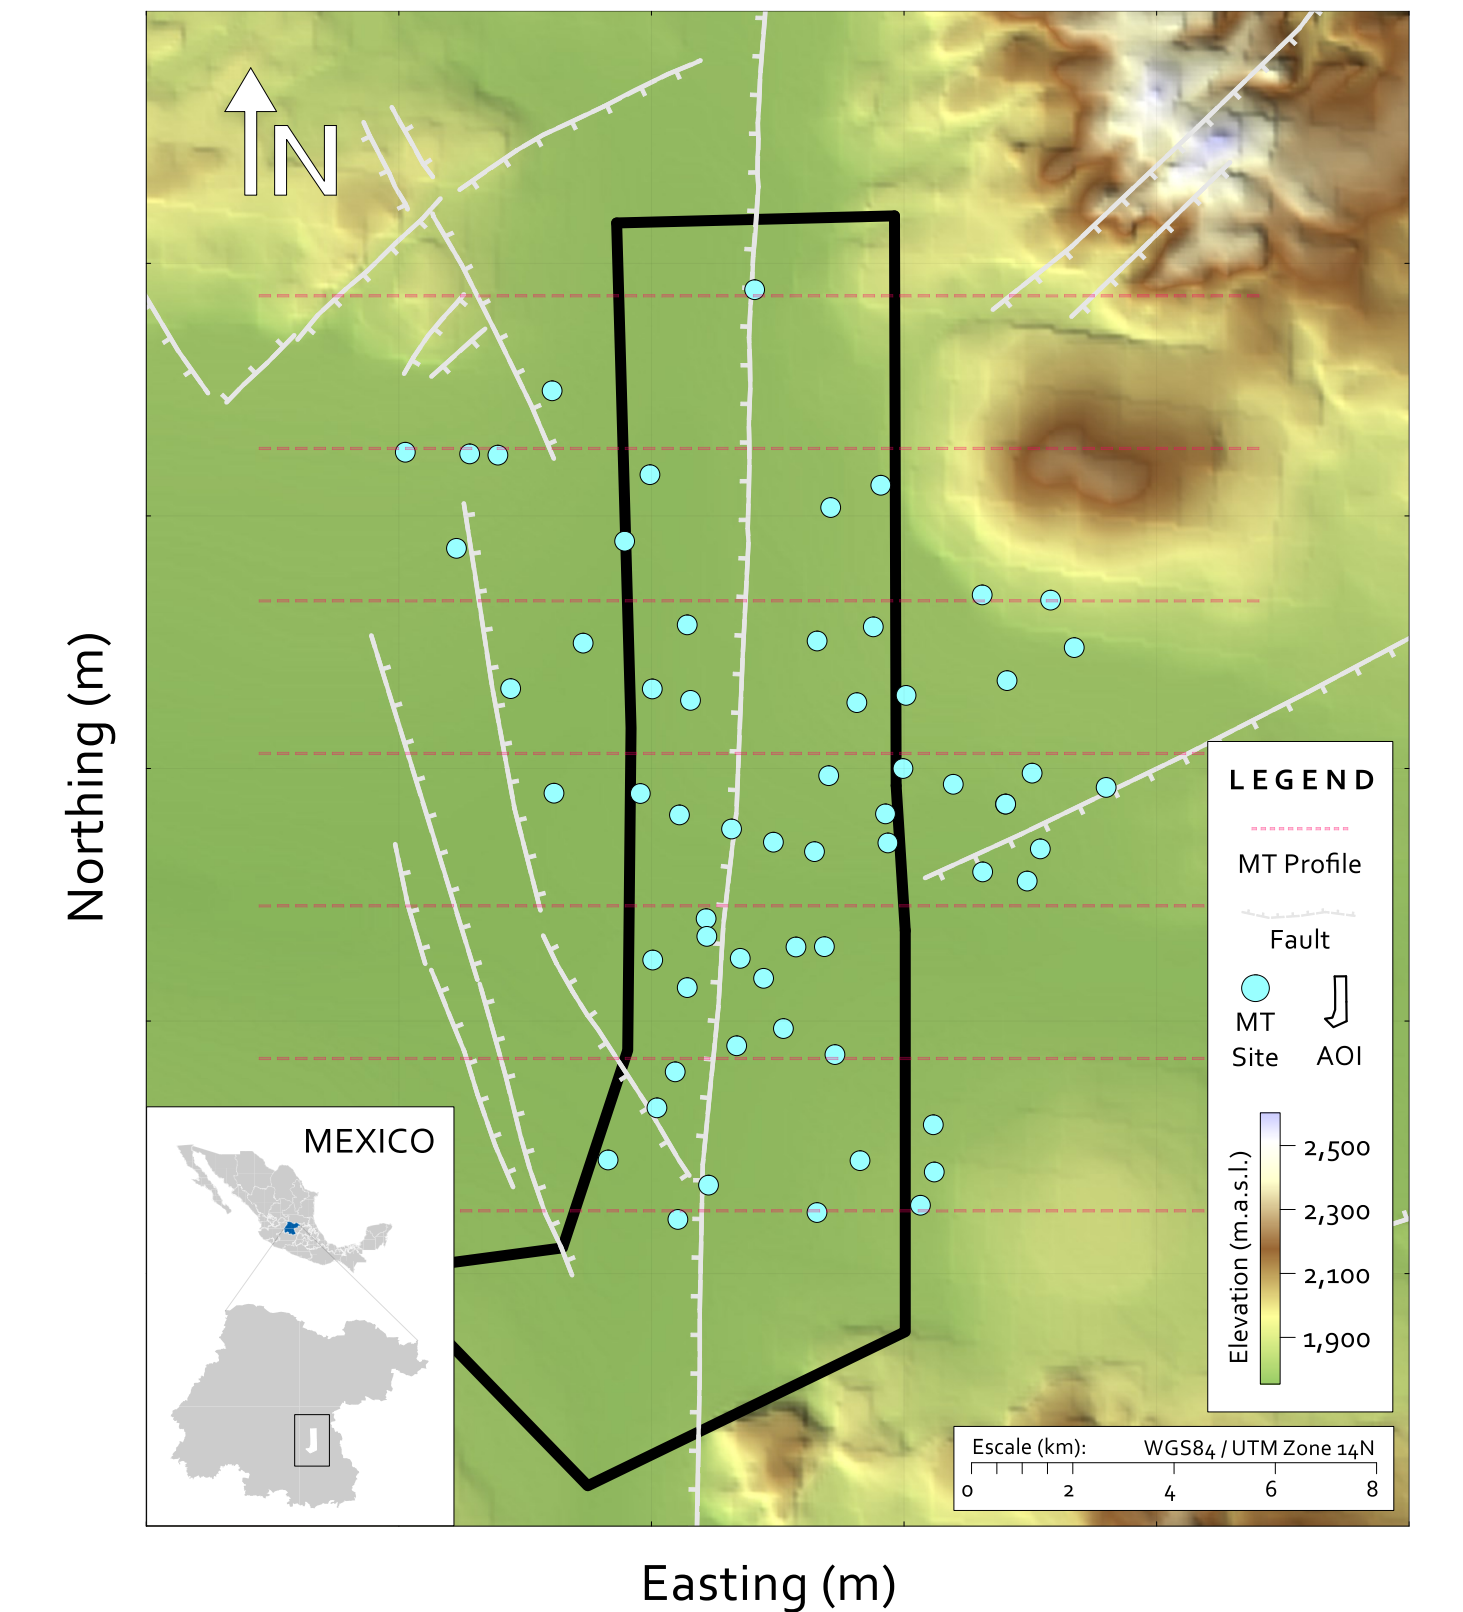 N
Northing (m)
LEGEND
MT Profile
Fault
MT
Site
AOI
Elevation (m.a.s.l.)
2,500
2,300
2,100
1,900
MEXICO
Escale (km):
WGS84 / UTM Zone 14N
0 2 4 6 8
Easting (m)